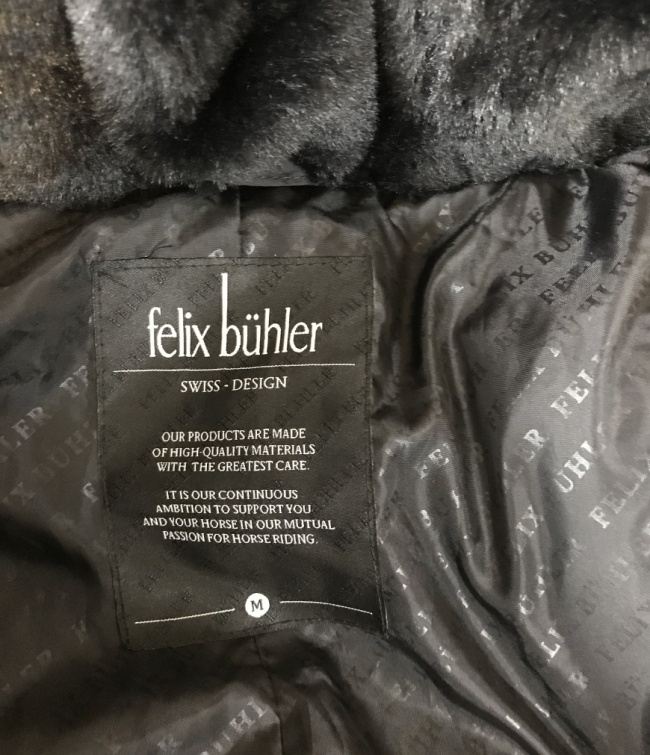 felix bühler
SWISS - DESIGN
OUR PRODUCTS ARE MADE
OF HIGH-QUALITY MATERIALS
WITH THE GREATEST CARE.
IT IS OUR CONTINUOUS
AMBITION TO SUPPORT YOU
AND YOUR HORSE IN OUR MUTUAL
PASSION FOR HORSE RIDING.
M